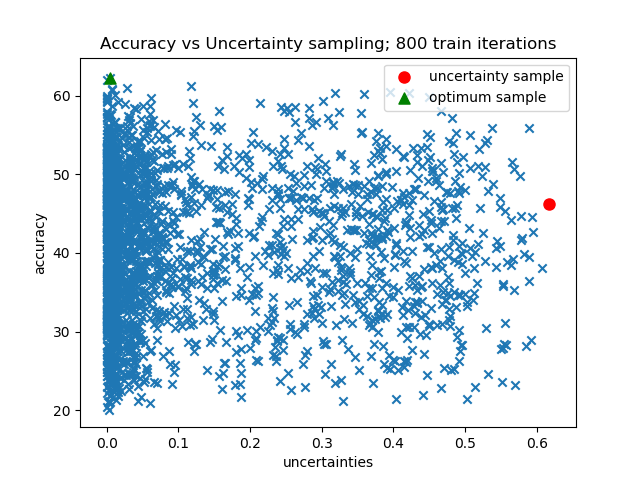 Accuracy vs Uncertainty sampling; 800 train iterations
uncertainty sample
optimum sample
60
50
40
30
20
accuracy
0.0 0.1 0.2 0.3 0.4 0.5 0.6
uncertainties